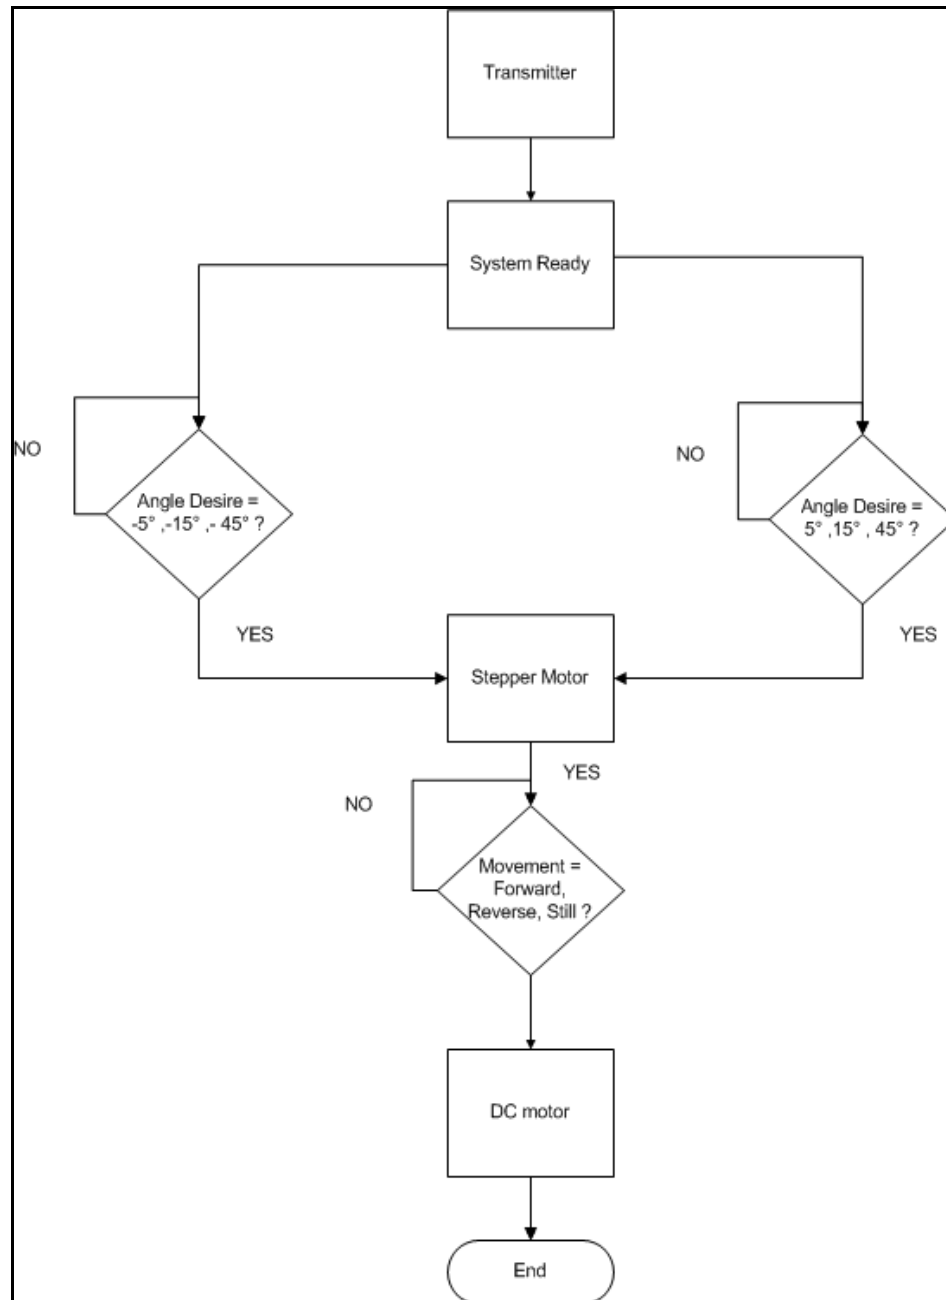 Transmitter
System Ready
NO
Angle Desire =
-5° ,-15° ,- 45° ?
YES
NO
Angle Desire =
5° ,15° , 45° ?
YES
Stepper Motor
YES
NO
Movement =
Forward,
Reverse, Still ?
DC motor
End